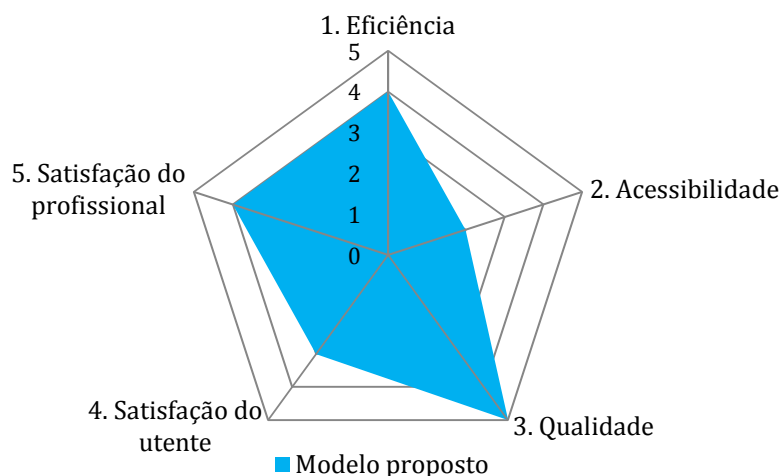 1. Eficiência
5
4
3
2
1
0
2. Acessibilidade
3. Qualidade
4. Satisfação do
utente
5. Satisfação do
profissional
Modelo proposto